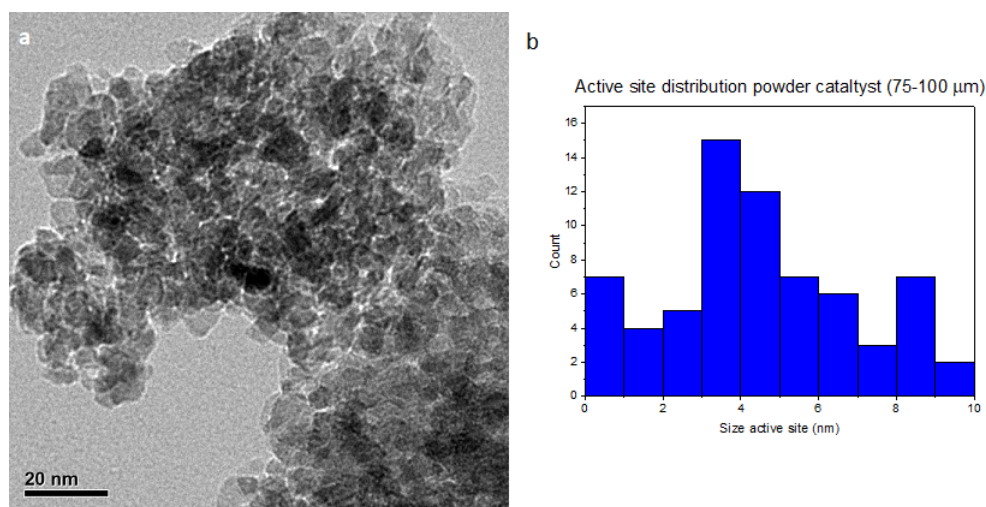 a
20 nm
b
Active site distribution powder cataltyst (75-100 μm)
16
14
12
10
8
6
4
2
0
Count
0 2 4 6 8 10
Size active site (nm)